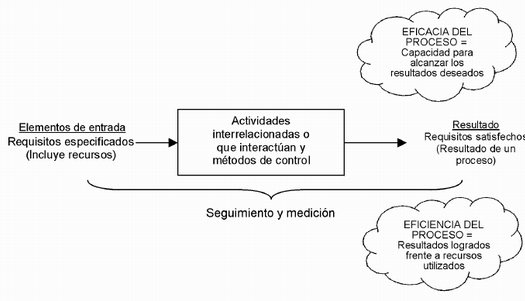 EFICACIA DEL
PROCESO =
Capacidad para
alcanzar los
resultados deseados
Elementos de entrada
Requisitos especificados
(Incluye recursos)
Actividades
interrelacionadas o
que interactúan y
métodos de control
Resultado
Requisitos satisfechos
(Resultado de un
proceso)
Seguimiento y medición
EFICIENCIA DEL
PROCESO =
Resultados logrados
frente a recursos
utilizados